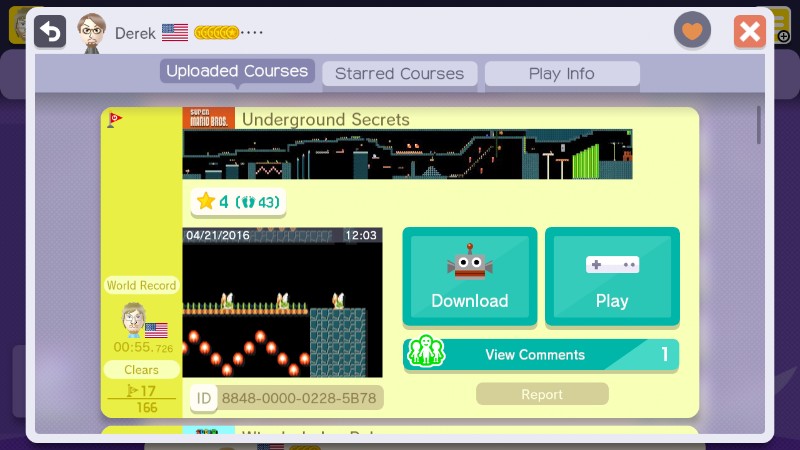 Derek
Uploaded Courses
Starred Courses
Play Info
SUPER
MARIO BROS.
Underground Secrets
4 (43)
04/21/2016
12:03
World Record
00:55.726
Clears
17
166
Download
Play
View Comments
1
ID 8848-0000-0228-5B78
Report